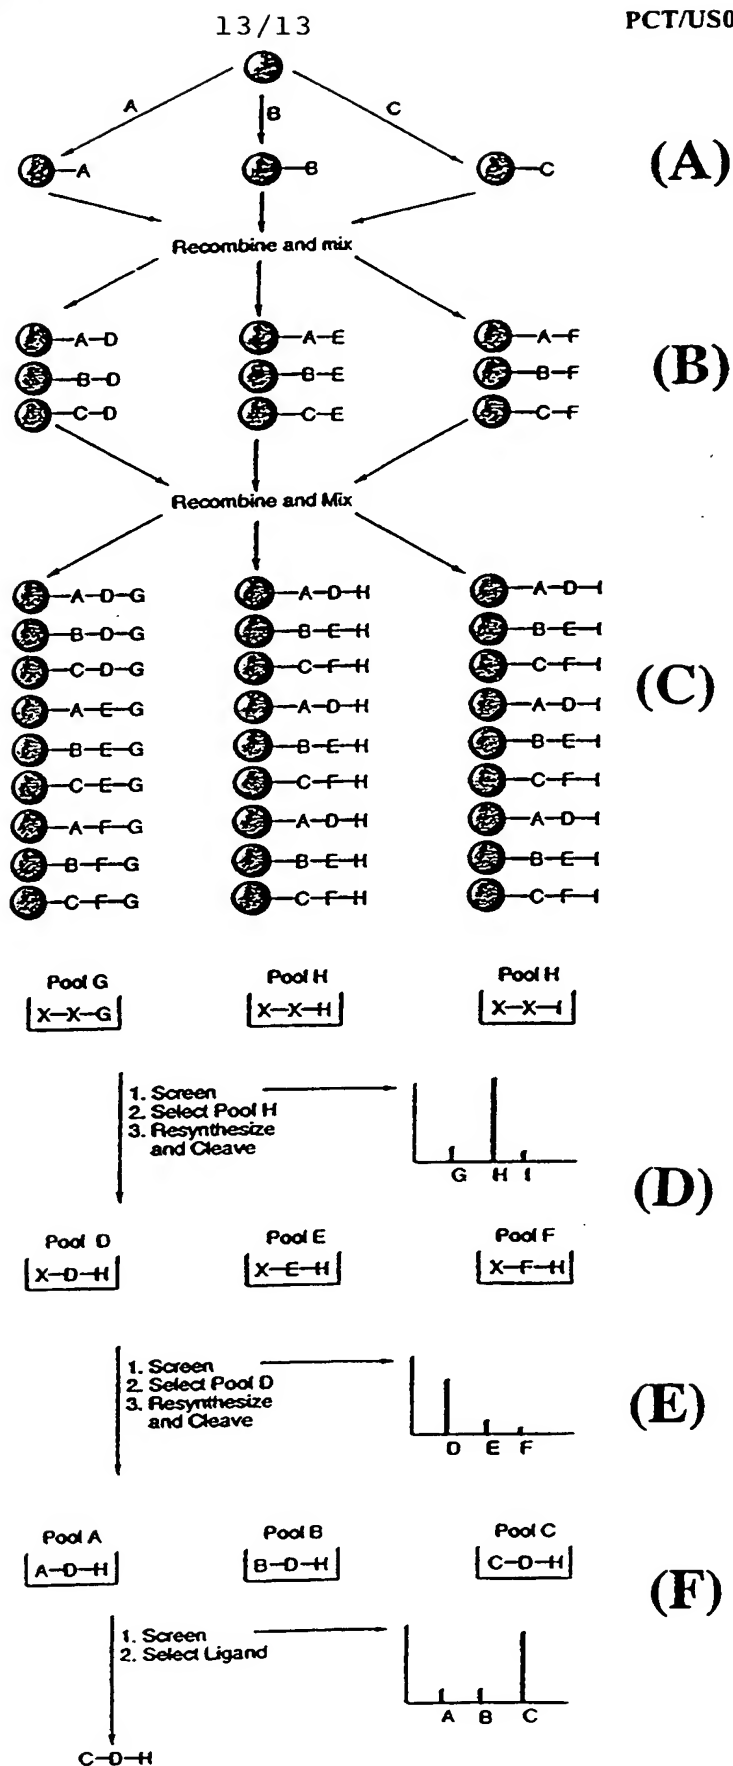 13/13
PCT/US0
A B C
A B C (A)
Recombine and mix
A-D A-E A-F
B-D B-E B-F (B)
C-D C-E C-F
Recombine and Mix
A-D-G A-D-H A-D-I
B-D-G B-E-H B-E-I
C-D-G C-F-H C-F-I
A-E-G A-D-H A-D-I (C)
B-E-G B-E-H B-E-I
C-E-G C-F-H C-F-I
A-F-G A-D-H A-D-I
B-F-G B-E-H B-E-I
C-F-G C-F-H C-F-I
Pool G Pool H Pool H
X-X-G X-X-H X-X-I
1. Screen
2. Select Pool H
3. Resynthesize
and Cleave
G H I
(D)
Pool D Pool E Pool F
X-D-H X-E-H X-F-H
1. Screen
2. Select Pool D
3. Resynthesize
and Cleave
D E F
(E)
Pool A Pool B Pool C
A-D-H B-D-H C-D-H
(F)
1. Screen
2. Select Ligand
A B C
C-D-H